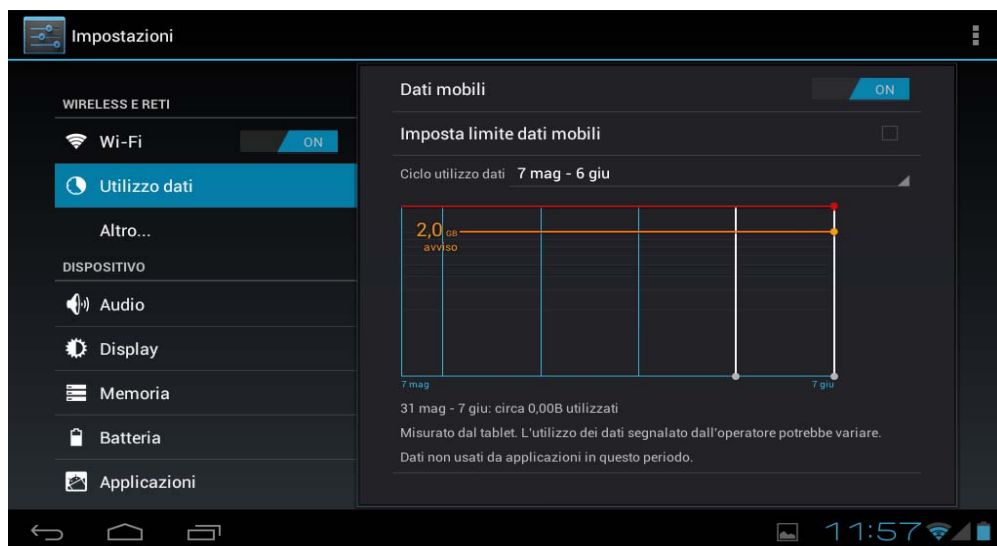 Impostazioni
WIRELESS E RETI
Wi-Fi ON
Utilizzo dati
Altro...
DISPOSITIVO
Audio
Display
Memoria
Batteria
Applicazioni
Dati mobili ON
Imposta limite dati mobili
Ciclo utilizzo dati 7 mag - 6 giu
2,0 GB
avviso
7 mag 7 giu
31 mag - 7 giu: circa 0,00B utilizzati
Misurato dal tablet. L'utilizzo dei dati segnalato dall'operatore potrebbe variare.
Dati non usati da applicazioni in questo periodo.
11:57